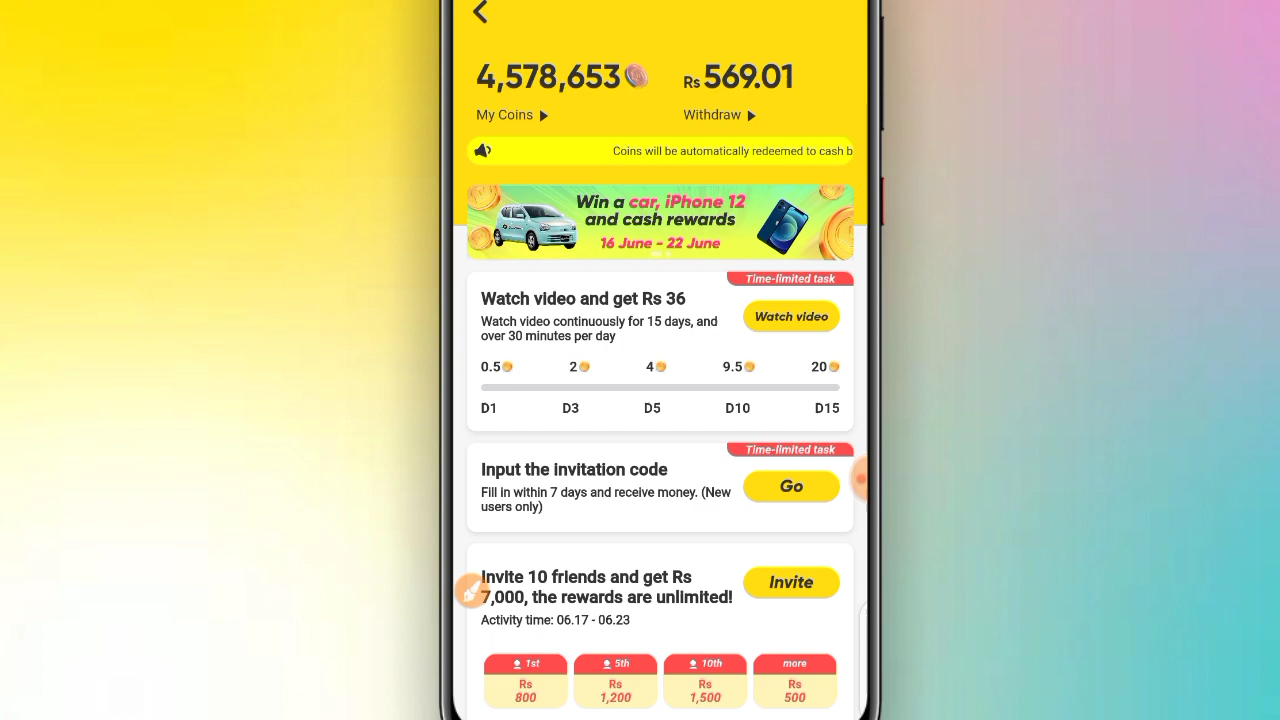 4,578,653
Rs 569.01
My Coins
Withdraw
Coins will be automatically redeemed to cash b
Win a car, iPhone 12
and cash rewards
16 June - 22 June
Time-limited task
Watch video and get Rs 36
Watch video continuously for 15 days, and
over 30 minutes per day
Watch video
0.5 2 4 9.5 20
D1 D3 D5 D10 D15
Time-limited task
Input the invitation code
Fill in within 7 days and receive money. (New
users only)
Go
Invite 10 friends and get Rs
7,000, the rewards are unlimited!
Activity time: 06.17 - 06.23
Invite
1st 5th 10th more
Rs Rs Rs Rs
800 1,200 1,500 500